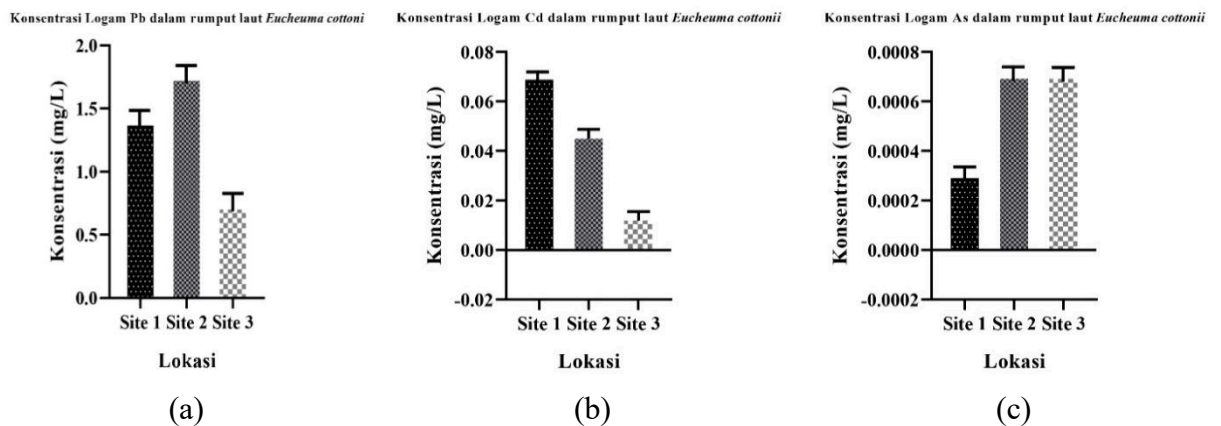 Konsentrasi Logam Pb dalam rumput laut Eucheuma cottoni
Konsentrasi (mg/L)
2.0
1.5
1.0
0.5
0.0
Site 1 Site 2 Site 3
Lokasi
(a)
Konsentrasi Logam Cd dalam rumput laut Eucheuma cottonii
Konsentrasi (mg/L)
0.08
0.06
0.04
0.02
0.00
-0.02
Site 1 Site 2 Site 3
Lokasi
(b)
Konsentrasi Logam As dalam rumput laut Eucheuma cottonii
Konsentrasi (mg/L)
0.0008
0.0006
0.0004
0.0002
0.0000
-0.0002
Site 1 Site 2 Site 3
Lokasi
(c)